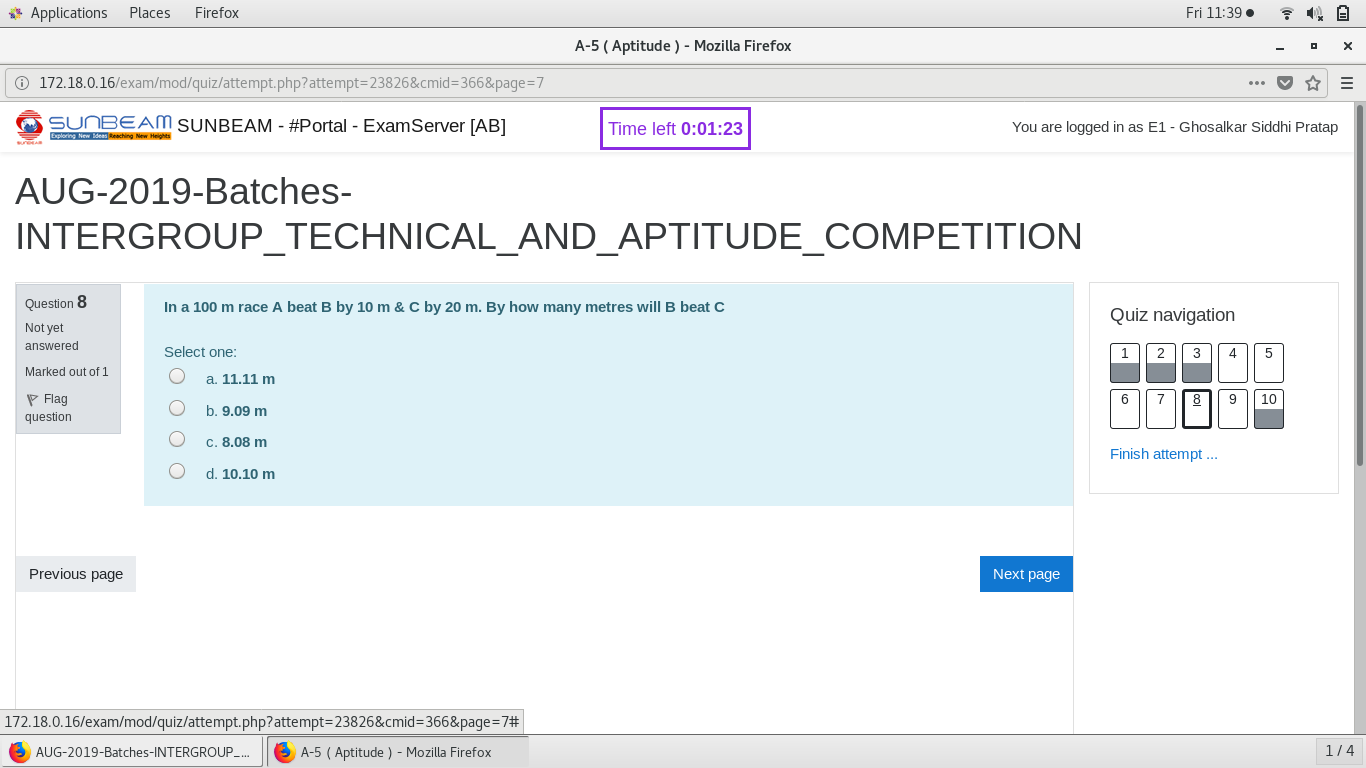 Applications Places Firefox Fri 11:39
A-5 ( Aptitude ) - Mozilla Firefox
172.18.0.16/exam/mod/quiz/attempt.php?attempt=23826&cmid=366&page=7
SUNBEAM
Exploring New Ideas Reaching New Heights
SUNBEAM
SUNBEAM - #Portal - ExamServer [AB]
Time left 0:01:23
You are logged in as E1 - Ghosalkar Siddhi Pratap
AUG-2019-Batches-
INTERGROUP_TECHNICAL_AND_APTITUDE_COMPETITION
Question 8
Not yet
answered
Marked out of 1
Flag
question
In a 100 m race A beat B by 10 m & C by 20 m. By how many metres will B beat C
Select one:
a. 11.11 m
b. 9.09 m
c. 8.08 m
d. 10.10 m
Previous page
Next page
Quiz navigation
1 2 3 4 5
6 7 8 9 10
Finish attempt ...
172.18.0.16/exam/mod/quiz/attempt.php?attempt=23826&cmid=366&page=7#
AUG-2019-Batches-INTERGROUP_...
A-5 ( Aptitude ) - Mozilla Firefox
1 / 4